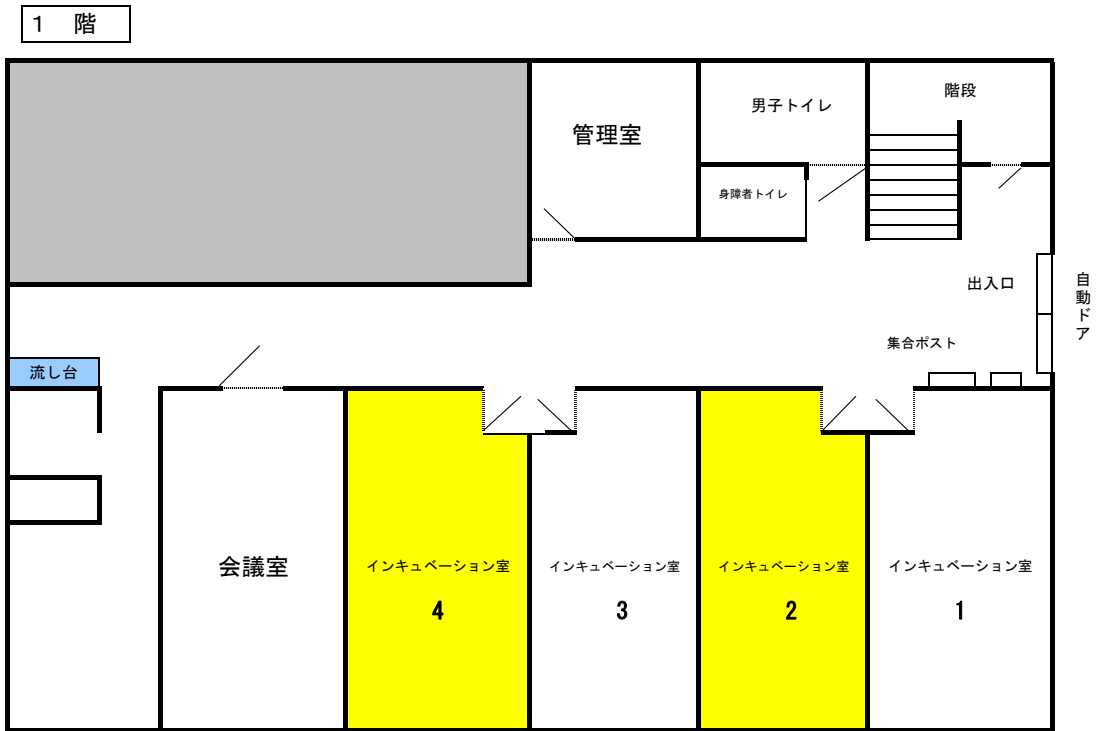 １　階
階段
男子トイレ
管理室
身障者トイレ
出入口
自動ドア
集合ポスト
流し台
会議室
インキュベーション室
4
インキュベーション室
3
インキュベーション室
2
インキュベーション室
1